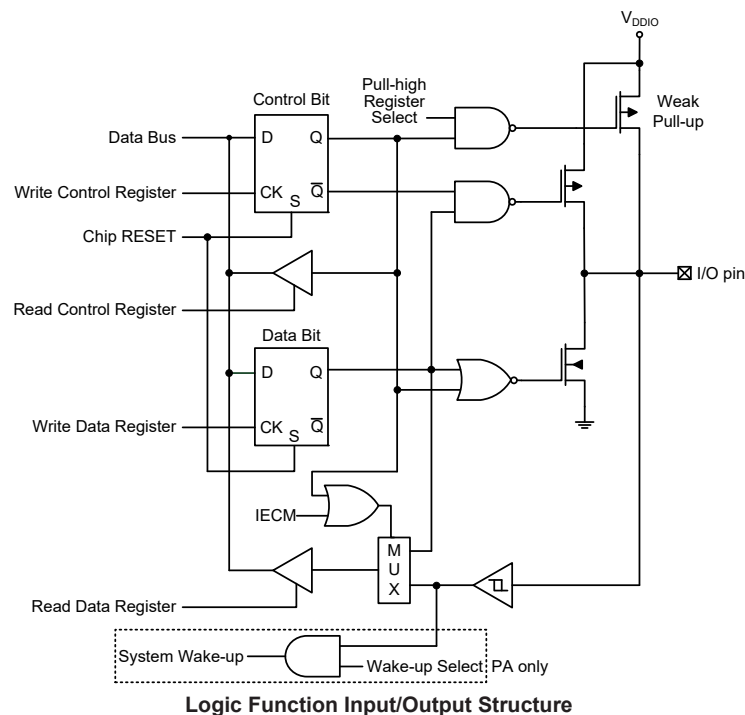 V_DDIO
Pull-high
Register
Select
Control Bit
Weak
Pull-up
Data Bus
D
Q
Write Control Register
CK
S
Q̅
Chip RESET
I/O pin
Read Control Register
Data Bit
D
Q
Write Data Register
CK
S
Q̅
IECM
M
U
X
Read Data Register
System Wake-up
Wake-up Select
PA only
Logic Function Input/Output Structure